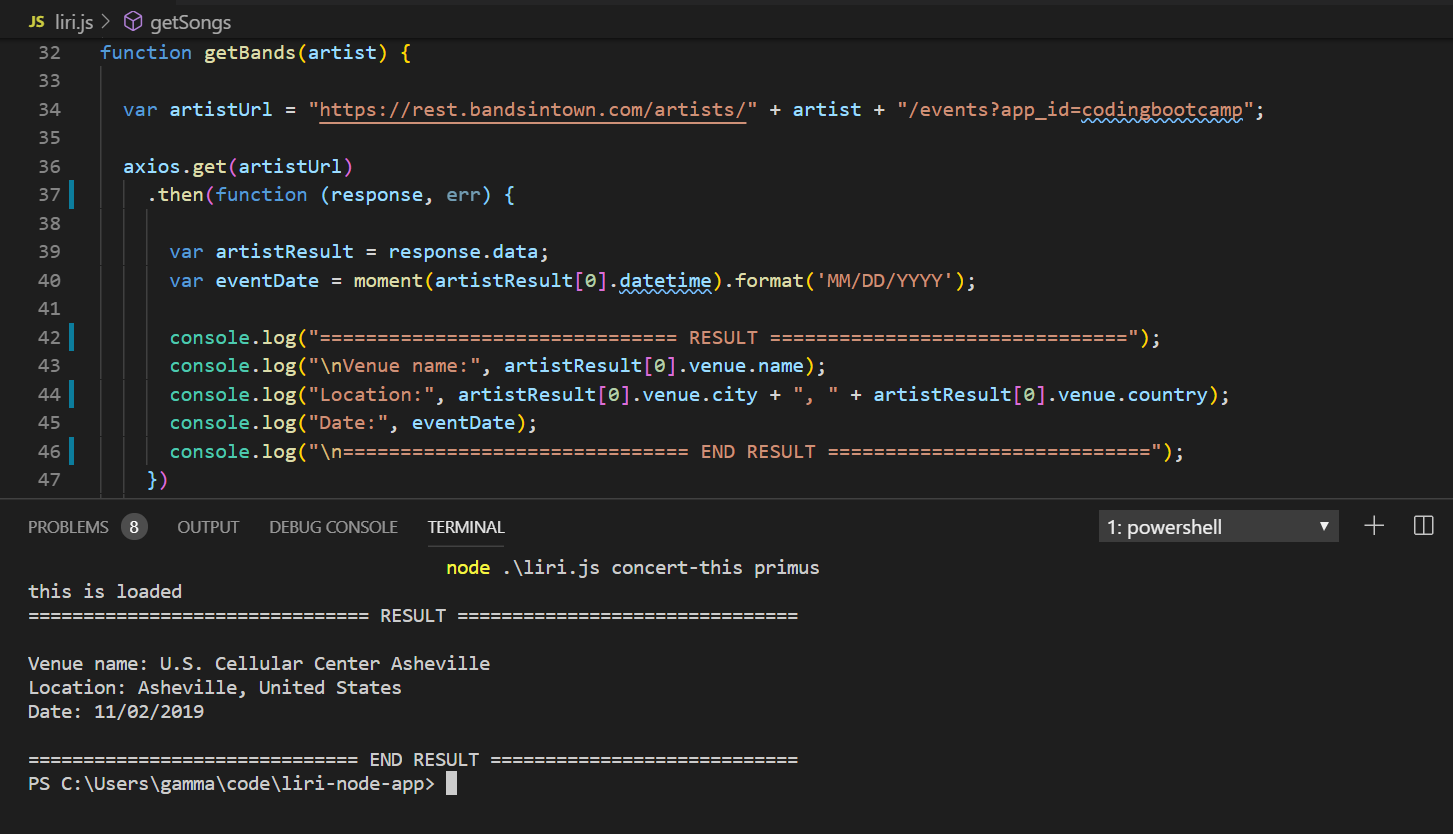 JS liri.js > getSongs
32 function getBands(artist) {
33
34 var artistUrl = "https://rest.bandsintown.com/artists/" + artist + "/events?app_id=codingbootcamp";
35
36 axios.get(artistUrl)
37 .then(function (response, err) {
38
39 var artistResult = response.data;
40 var eventDate = moment(artistResult[0].datetime).format('MM/DD/YYYY');
41
42 console.log("=============================== RESULT ===============================");
43 console.log("\nVenue name:", artistResult[0].venue.name);
44 console.log("Location:", artistResult[0].venue.city + ", " + artistResult[0].venue.country);
45 console.log("Date:", eventDate);
46 console.log("\n============================== END RESULT ============================");
47 })
PROBLEMS 8 OUTPUT DEBUG CONSOLE TERMINAL 1: powershell
node .\liri.js concert-this primus
this is loaded
=============================== RESULT ===============================
Venue name: U.S. Cellular Center Asheville
Location: Asheville, United States
Date: 11/02/2019
============================== END RESULT ============================
PS C:\Users\gamma\code\liri-node-app>